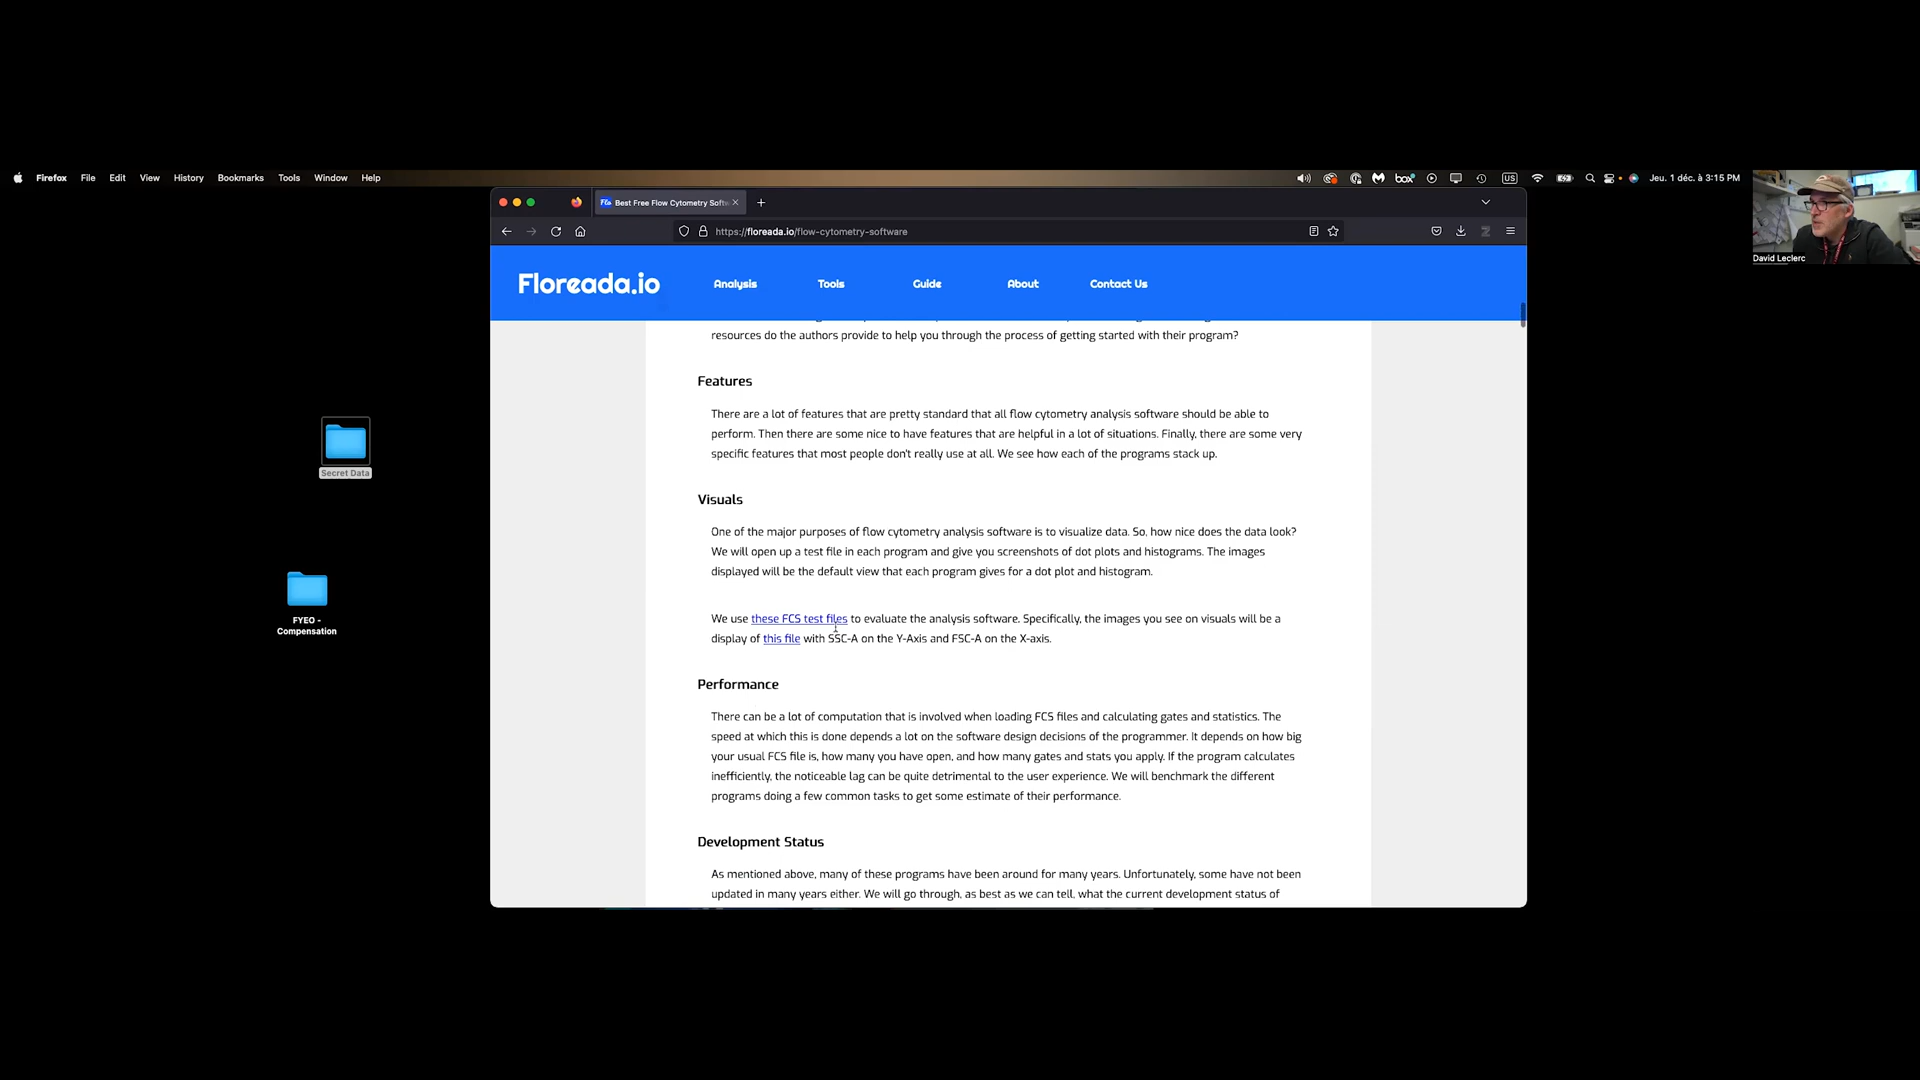 Firefox File Edit View History Bookmarks Tools Window Help
box US Jeu. 1 déc. à 3:15 PM
Best Free Flow Cytometry Softw
https://floreada.io/flow-cytometry-software
David Leclerc
Floreada.io Analysis Tools Guide About Contact Us
resources do the authors provide to help you through the process of getting started with their program?
Features
There are a lot of features that are pretty standard that all flow cytometry analysis software should be able to
perform. Then there are some nice to have features that are helpful in a lot of situations. Finally, there are some very
specific features that most people don't really use at all. We see how each of the programs stack up.
Secret Data
Visuals
One of the major purposes of flow cytometry analysis software is to visualize data. So, how nice does the data look?
We will open up a test file in each program and give you screenshots of dot plots and histograms. The images
displayed will be the default view that each program gives for a dot plot and histogram.
FYEO -
Compensation
We use these FCS test files to evaluate the analysis software. Specifically, the images you see on visuals will be a
display of this file with SSC-A on the Y-Axis and FSC-A on the X-axis.
Performance
There can be a lot of computation that is involved when loading FCS files and calculating gates and statistics. The
speed at which this is done depends a lot on the software design decisions of the programmer. It depends on how big
your usual FCS file is, how many you have open, and how many gates and stats you apply. If the program calculates
inefficiently, the noticeable lag can be quite detrimental to the user experience. We will benchmark the different
programs doing a few common tasks to get some estimate of their performance.
Development Status
As mentioned above, many of these programs have been around for many years. Unfortunately, some have not been
updated in many years either. We will go through, as best as we can tell, what the current development status of